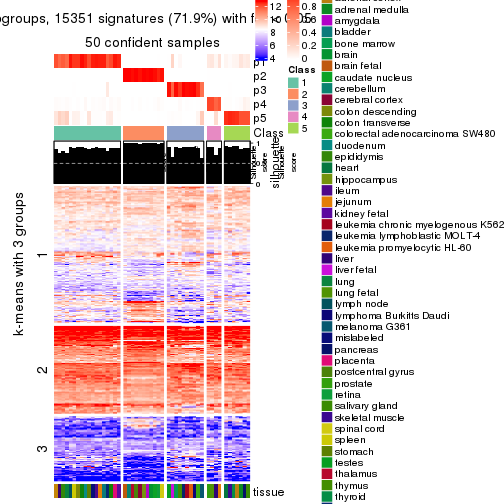 groups, 15351 signatures (71.9%) with f
50 confident samples
p1
p2
p3
p4
p5
Class
silhouette
score
1
0
k-means with 3 groups
1
2
3
tissue
12
10
8
6
4
0.8
0.4
0
Class
1
2
3
4
5
adrenal medulla
amygdala
bladder
bone marrow
brain
brain fetal
caudate nucleus
cerebellum
cerebral cortex
colon descending
colon transverse
colorectal adenocarcinoma SW480
duodenum
epididymis
heart
hippocampus
ileum
jejunum
kidney fetal
leukemia chronic myelogenous K562
leukemia lymphoblastic MOLT-4
leukemia promyelocytic HL-60
liver
liver fetal
lung
lung fetal
lymph node
lymphoma Burkitts Daudi
melanoma G361
mislabeled
pancreas
placenta
postcentral gyrus
prostate
retina
salivary gland
skeletal muscle
spinal cord
spleen
stomach
testes
thalamus
thymus
thyroid